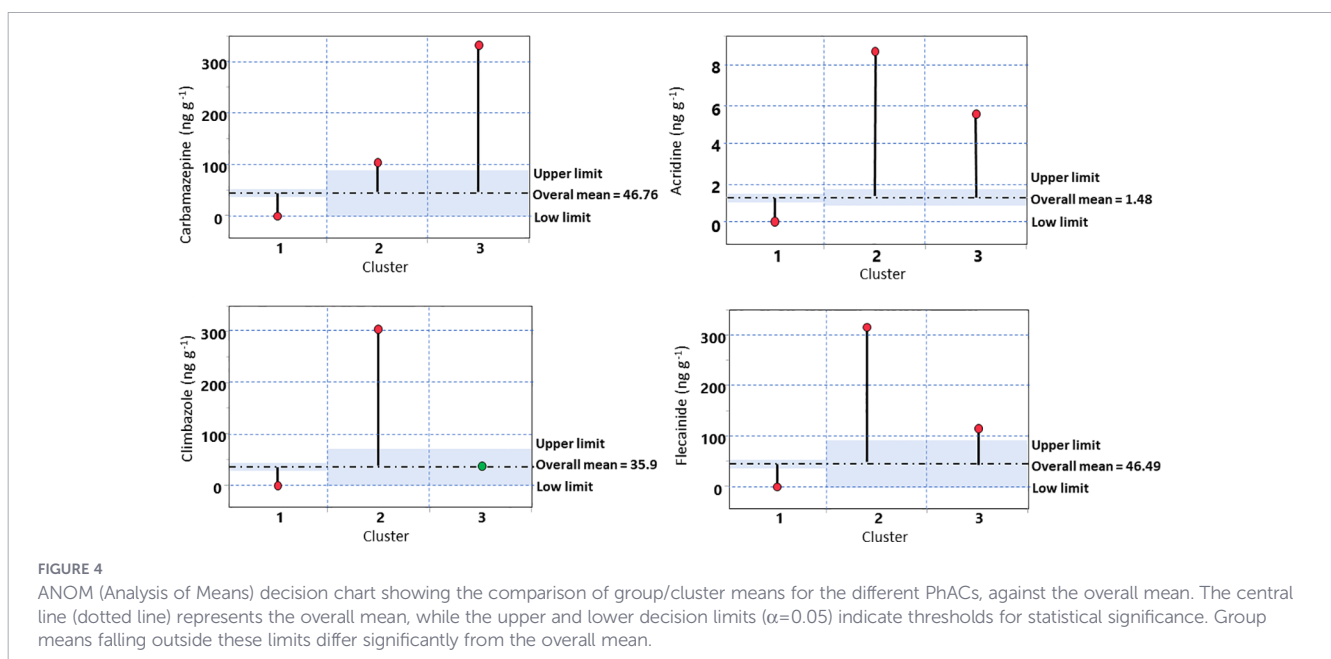 Carbamazepine (ng g⁻¹)
300
200
100
0
Upper limit
Overal mean = 46.76
Low limit
1 2 3
Cluster
Acridine (ng g⁻¹)
8
6
4
2
0
Upper limit
Overall mean = 1.48
Low limit
1 2 3
Cluster
Climbazole (ng g⁻¹)
300
200
100
0
Upper limit
Overall mean = 35.9
Low limit
1 2 3
Cluster
Flecainide (ng g⁻¹)
300
200
100
0
Upper limit
Overall mean = 46.49
Low limit
1 2 3
Cluster
FIGURE 4
ANOM (Analysis of Means) decision chart showing the comparison of group/cluster means for the different PhACs, against the overall mean. The central
line (dotted line) represents the overall mean, while the upper and lower decision limits (α=0.05) indicate thresholds for statistical significance. Group
means falling outside these limits differ significantly from the overall mean.